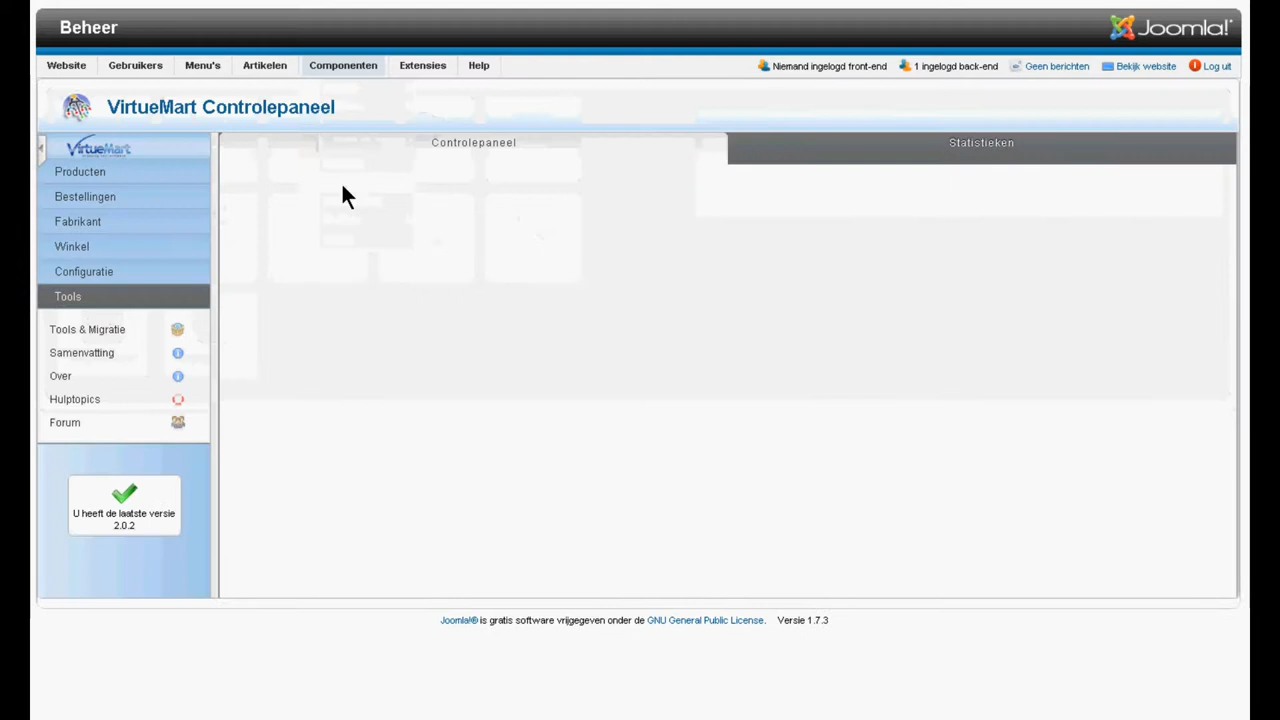 Beheer
Joomla!
Website Gebruikers Menu's Artikelen Componenten Extensies Help Niemand ingelogd front-end 1 ingelogd back-end Geen berichten Bekijk website Log uit
VirtueMart Controlepaneel
VirtueMart
Controlepaneel Statistieken
Producten
Bestellingen
Fabrikant
Winkel
Configuratie
Tools
Tools & Migratie
Samenvatting
Over
Hulptopics
Forum
U heeft de laatste versie
2.0.2
Joomla!® is gratis software vrijgegeven onder de GNU General Public License. Versie 1.7.3